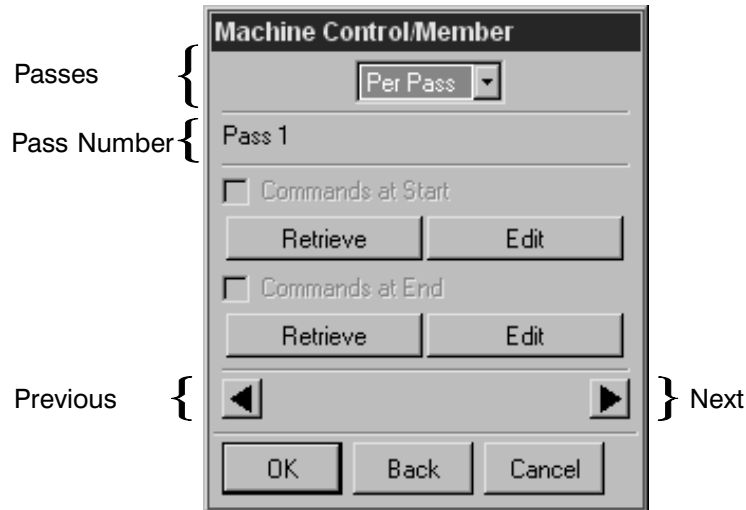 Machine Control/Member
Passes
Per Pass
Pass Number
Pass 1
Commands at Start
Retrieve Edit
Commands at End
Retrieve Edit
Previous
Next
OK Back Cancel